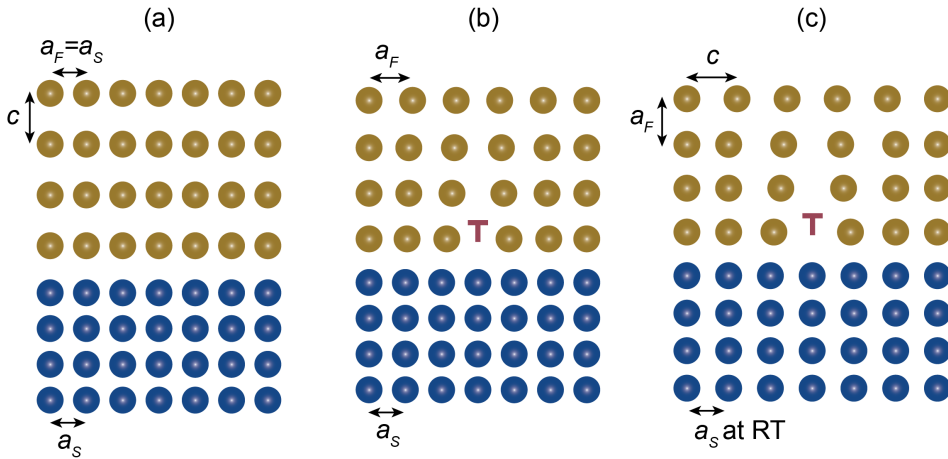 (a)
a_F=a_S
c
a_S
(b)
a_F
T
a_S
(c)
c
a_F
T
a_S at RT